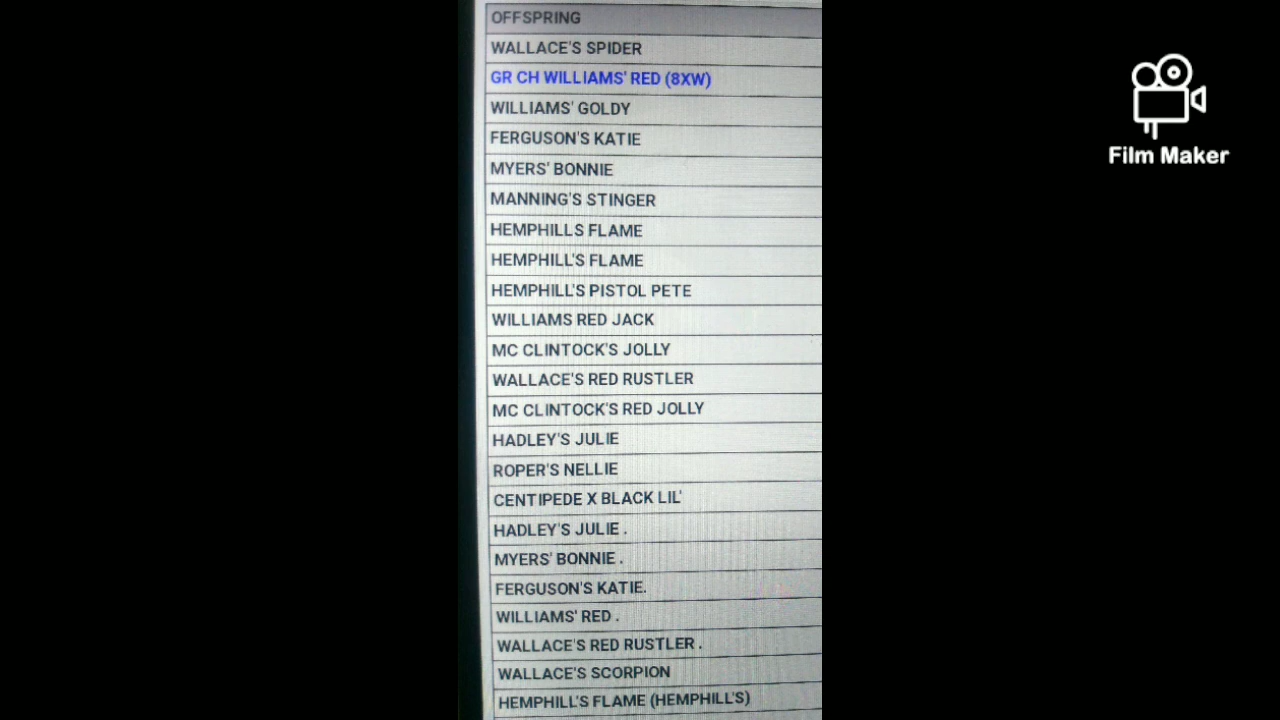 OFFSPRING
WALLACE'S SPIDER
GR CH WILLIAMS' RED (8XW)
WILLIAMS' GOLDY
FERGUSON'S KATIE
MYERS' BONNIE
MANNING'S STINGER
HEMPHILLS FLAME
HEMPHILL'S FLAME
HEMPHILL'S PISTOL PETE
WILLIAMS RED JACK
MC CLINTOCK'S JOLLY
WALLACE'S RED RUSTLER
MC CLINTOCK'S RED JOLLY
HADLEY'S JULIE
ROPER'S NELLIE
CENTIPEDE X BLACK LIL'
HADLEY'S JULIE .
MYERS' BONNIE .
FERGUSON'S KATIE.
WILLIAMS' RED .
WALLACE'S RED RUSTLER .
WALLACE'S SCORPION
HEMPHILL'S FLAME (HEMPHILL'S)
Film Maker